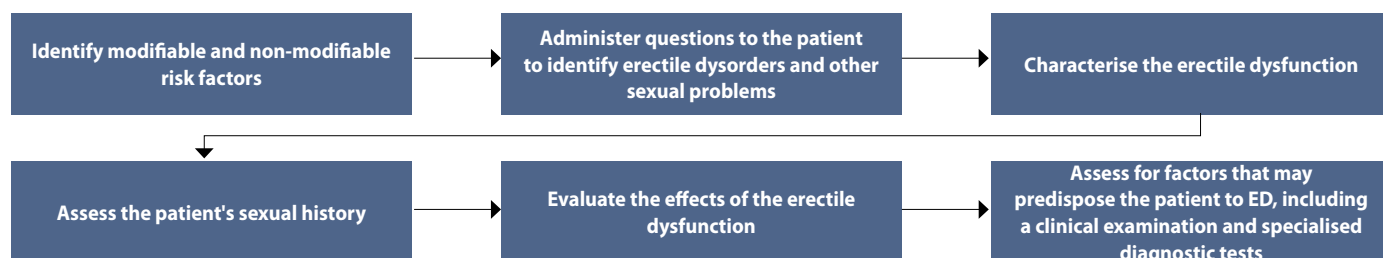 Identify modifiable and non-modifiable
risk factors
Administer questions to the patient
to identify erectile dysorders and other
sexual problems
Characterise the erectile dysfunction
Assess the patient's sexual history
Evaluate the effects of the erectile
dysfunction
Assess for factors that may
predispose the patient to ED, including
a clinical examination and specialised
diagnostic tests